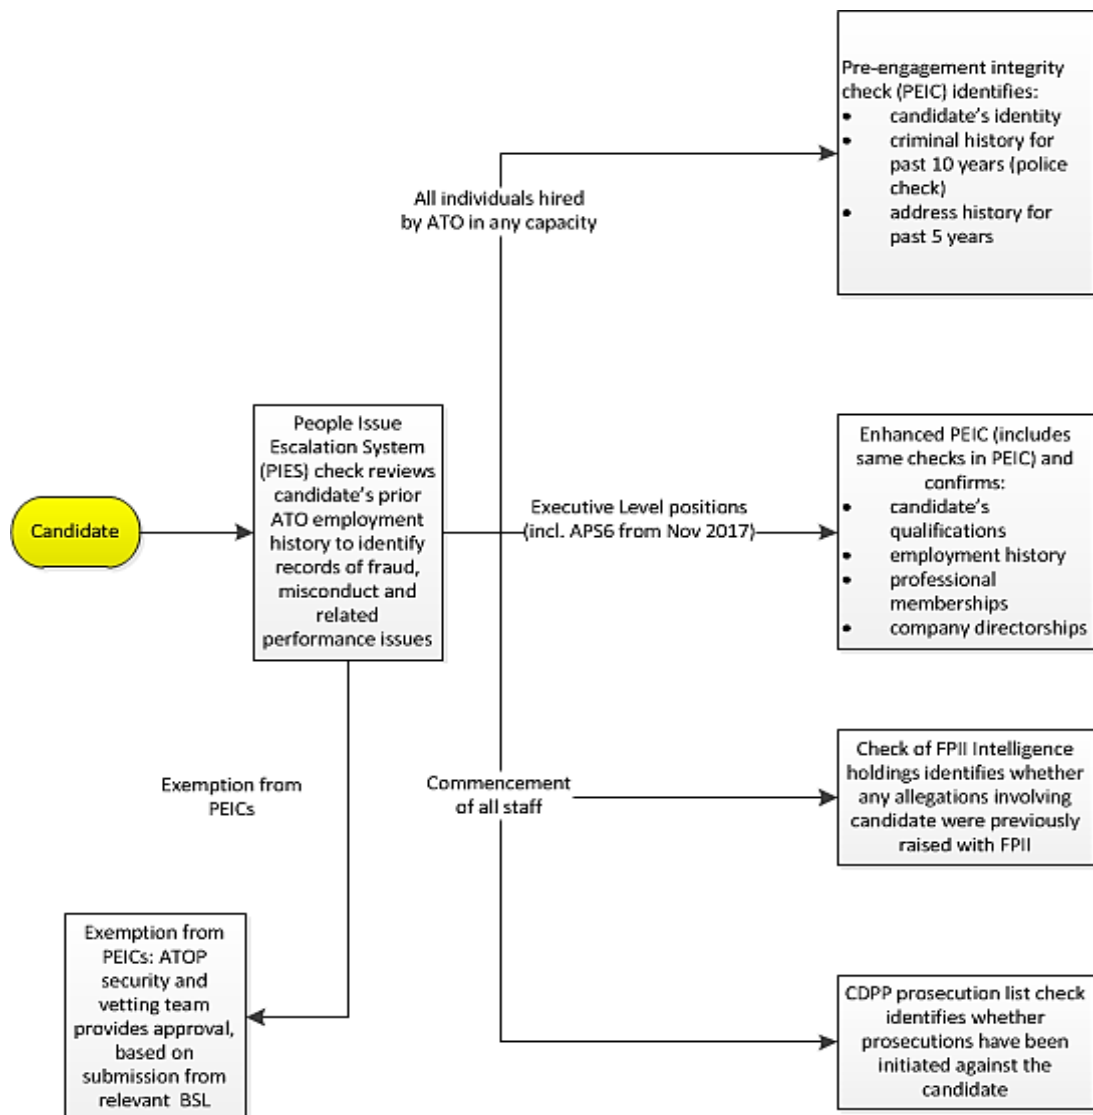 Pre-engagement integrity
check (PEIC) identifies:
• candidate's identity
• criminal history for
past 10 years (police
check)
• address history for
past 5 years
All individuals hired
by ATO in any capacity
People Issue
Escalation System
(PIES) check reviews
candidate's prior
ATO employment
history to identify
records of fraud,
misconduct and
related
performance issues
Candidate
Executive Level positions
(incl. APS6 from Nov 2017)
Enhanced PEIC (includes
same checks in PEIC) and
confirms:
• candidate's
qualifications
• employment history
• professional
memberships
• company directorships
Exemption from
PEICs
Commencement
of all staff
Check of FPII Intelligence
holdings identifies whether
any allegations involving
candidate were previously
raised with FPII
Exemption from
PEICs: ATOP
security and
vetting team
provides approval,
based on
submission from
relevant BSL
CDPP prosecution list check
identifies whether
prosecutions have been
initiated against the
candidate